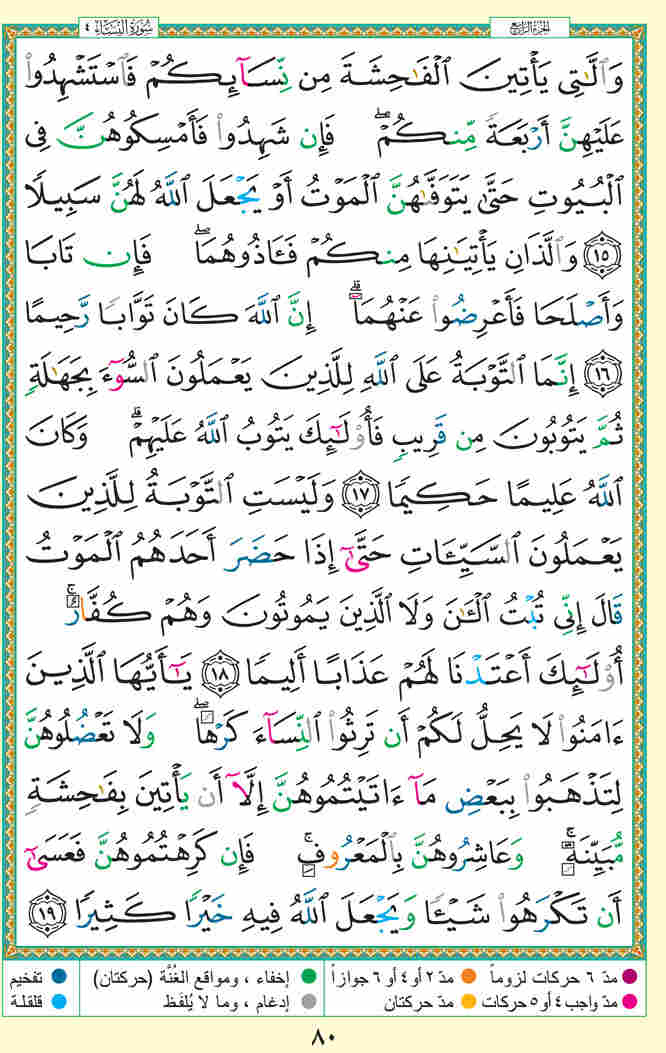 سُورَةُ النِّسَاءِ ٤
الجزء الرابع
وَٱلَّٰتِى يَأْتِينَ ٱلْفَٰحِشَةَ مِن نِّسَآئِكُمْ فَٱسْتَشْهِدُوا۟
عَلَيْهِنَّ أَرْبَعَةً مِّنكُمْ ۖ فَإِن شَهِدُوا۟ فَأَمْسِكُوهُنَّ فِى
ٱلْبُيُوتِ حَتَّىٰ يَتَوَفَّىٰهُنَّ ٱلْمَوْتُ أَوْ يَجْعَلَ ٱللَّهُ لَهُنَّ سَبِيلًا
١٥ وَٱلَّذَانِ يَأْتِيَٰنِهَا مِنكُمْ فَـَٔاذُوهُمَا ۖ فَإِن تَابَا
وَأَصْلَحَا فَأَعْرِضُوا۟ عَنْهُمَا ۗ إِنَّ ٱللَّهَ كَانَ تَوَّابًا رَّحِيمًا
١٦ إِنَّمَا ٱلتَّوْبَةُ عَلَى ٱللَّهِ لِلَّذِينَ يَعْمَلُونَ ٱلسُّوٓءَ بِجَهَٰلَةٍ
ثُمَّ يَتُوبُونَ مِن قَرِيبٍ فَأُو۟لَٰٓئِكَ يَتُوبُ ٱللَّهُ عَلَيْهِمْ ۗ وَكَانَ
ٱللَّهُ عَلِيمًا حَكِيمًا ١٧ وَلَيْسَتِ ٱلتَّوْبَةُ لِلَّذِينَ
يَعْمَلُونَ ٱلسَّيِّـَٔاتِ حَتَّىٰٓ إِذَا حَضَرَ أَحَدَهُمُ ٱلْمَوْتُ
قَالَ إِنِّى تُبْتُ ٱلْـَٰٔنَ وَلَا ٱلَّذِينَ يَمُوتُونَ وَهُمْ كُفَّارٌ ۚ
أُو۟لَٰٓئِكَ أَعْتَدْنَا لَهُمْ عَذَابًا أَلِيمًا ١٨ يَٰٓأَيُّهَا ٱلَّذِينَ
ءَامَنُوا۟ لَا يَحِلُّ لَكُمْ أَن تَرِثُوا۟ ٱلنِّسَآءَ كَرْهًا ۖ وَلَا تَعْضُلُوهُنَّ
لِتَذْهَبُوا۟ بِبَعْضِ مَآ ءَاتَيْتُمُوهُنَّ إِلَّآ أَن يَأْتِينَ بِفَٰحِشَةٍ
مُّبَيِّنَةٍ ۚ وَعَاشِرُوهُنَّ بِٱلْمَعْرُوفِ ۚ فَإِن كَرِهْتُمُوهُنَّ فَعَسَىٰٓ
أَن تَكْرَهُوا۟ شَيْـًٔا وَيَجْعَلَ ٱللَّهُ فِيهِ خَيْرًا كَثِيرًا ١٩
مدّ ٦ حركات لزوماً مدّ ٢ أو ٤ أو ٦ جوازاً إخفاء ، ومواقع الغُنَّة (حركتان) تفخيم
مدّ واجب ٤ أو ٥ حركات مدّ حركتان إدغام ، وما لا يُلفَظ قلقلة
٨٠